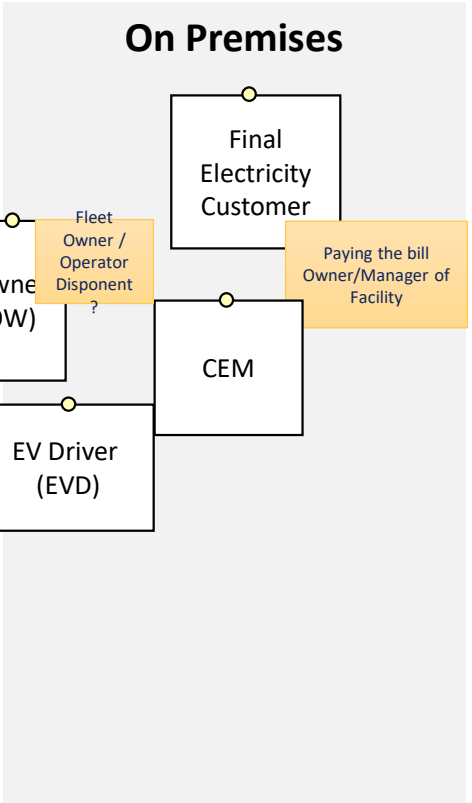 On Premises
Final
Electricity
Customer
Fleet
Owner /
Operator
Disponent
?
Paying the bill
Owner/Manager of
Facility
CEM
EV Driver
(EVD)